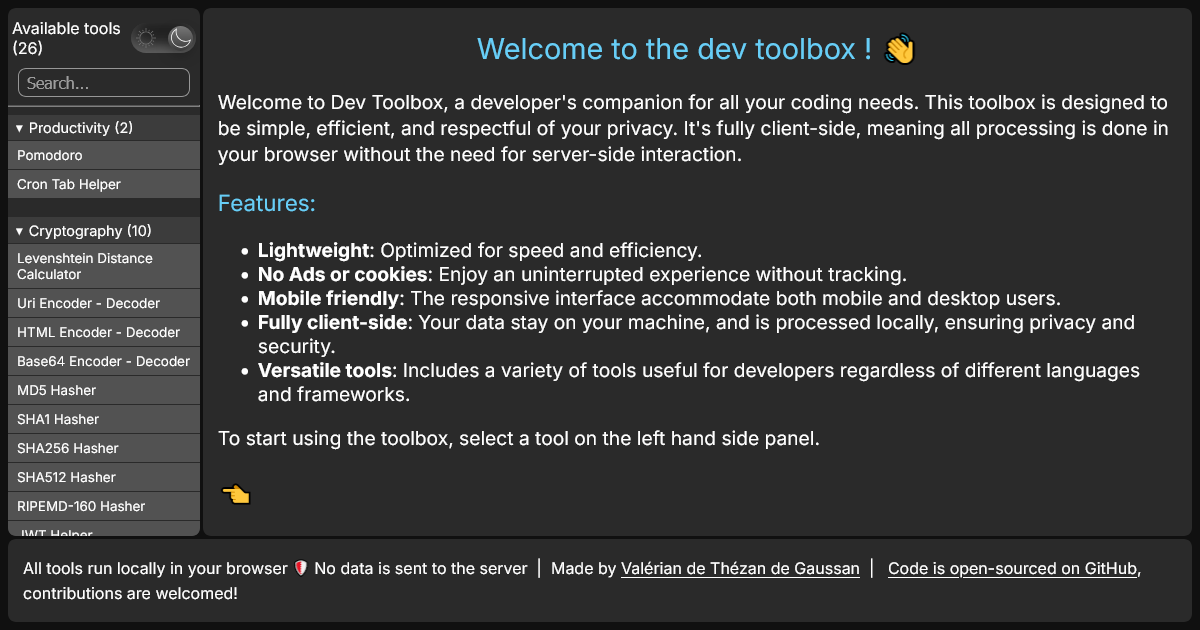 Available tools
(26)
Search...
▾ Productivity (2)
Pomodoro
Cron Tab Helper
▾ Cryptography (10)
Levenshtein Distance
Calculator
Uri Encoder - Decoder
HTML Encoder - Decoder
Base64 Encoder - Decoder
MD5 Hasher
SHA1 Hasher
SHA256 Hasher
SHA512 Hasher
RIPEMD-160 Hasher
JWT Helper
Welcome to the dev toolbox ! 👋
Welcome to Dev Toolbox, a developer's companion for all your coding needs. This toolbox is designed to
be simple, efficient, and respectful of your privacy. It's fully client-side, meaning all processing is done in
your browser without the need for server-side interaction.
Features:
• Lightweight: Optimized for speed and efficiency.
• No Ads or cookies: Enjoy an uninterrupted experience without tracking.
• Mobile friendly: The responsive interface accommodate both mobile and desktop users.
• Fully client-side: Your data stay on your machine, and is processed locally, ensuring privacy and
security.
• Versatile tools: Includes a variety of tools useful for developers regardless of different languages
and frameworks.
To start using the toolbox, select a tool on the left hand side panel.
👈
All tools run locally in your browser 🛡️ No data is sent to the server | Made by Valérian de Thézan de Gaussan | Code is open-sourced on GitHub,
contributions are welcomed!